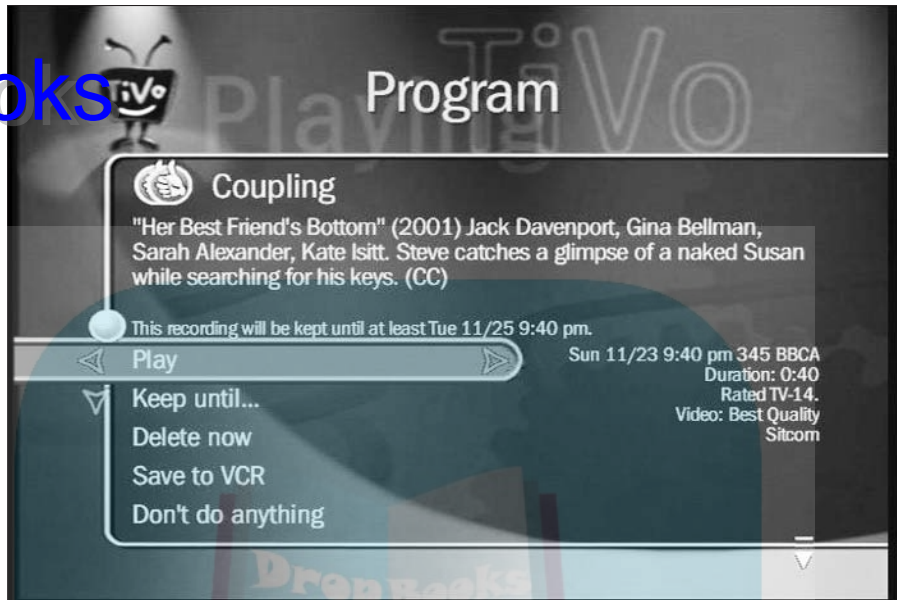 TiVo
Playing
oks
TiVo
Program
Coupling
"Her Best Friend's Bottom" (2001) Jack Davenport, Gina Bellman,
Sarah Alexander, Kate Isitt. Steve catches a glimpse of a naked Susan
while searching for his keys. (CC)
This recording will be kept until at least Tue 11/25 9:40 pm.
Play
Sun 11/23 9:40 pm 345 BBCA
Duration: 0:40
Rated TV-14.
Video: Best Quality
Sitcom
Keep until...
Delete now
Save to VCR
Don't do anything
DropBooks